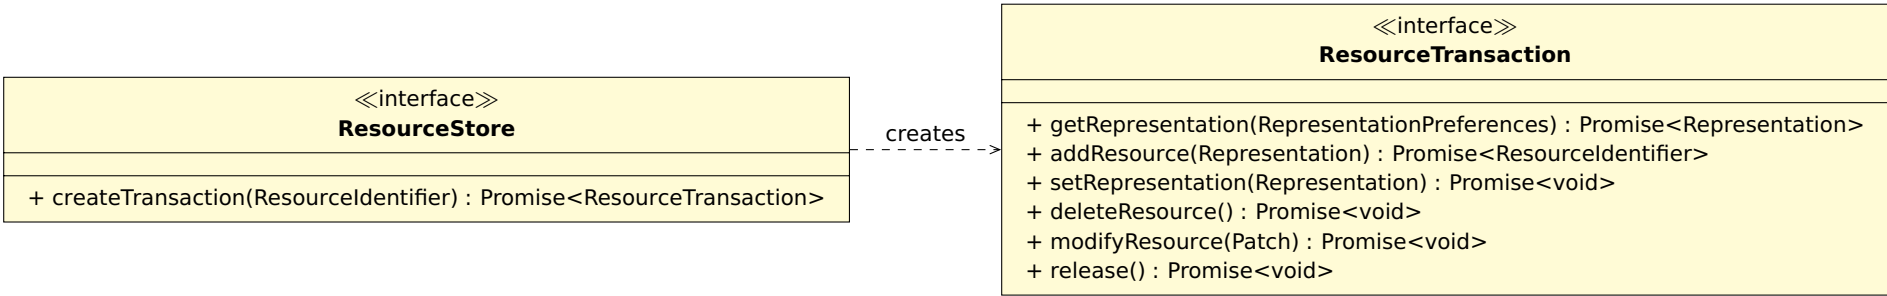 ≪interface≫
ResourceStore
+ createTransaction(ResourceIdentifier) : Promise<ResourceTransaction>
creates
≪interface≫
ResourceTransaction
+ getRepresentation(RepresentationPreferences) : Promise<Representation>
+ addResource(Representation) : Promise<ResourceIdentifier>
+ setRepresentation(Representation) : Promise<void>
+ deleteResource() : Promise<void>
+ modifyResource(Patch) : Promise<void>
+ release() : Promise<void>